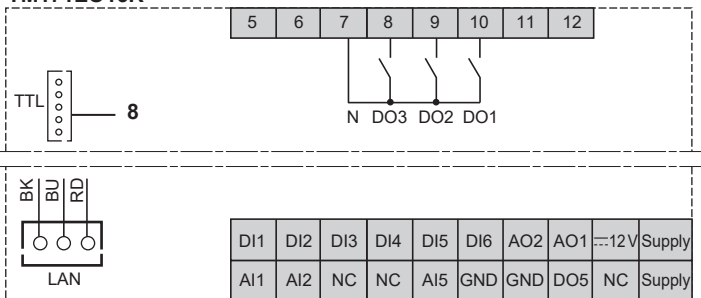 5 6 7 8 9 10 11 12
TTL
8
N DO3 DO2 DO1
BK BU RD
LAN
DI1 DI2 DI3 DI4 DI5 DI6 AO2 AO1 ⎓12V Supply
AI1 AI2 NC NC AI5 GND GND DO5 NC Supply